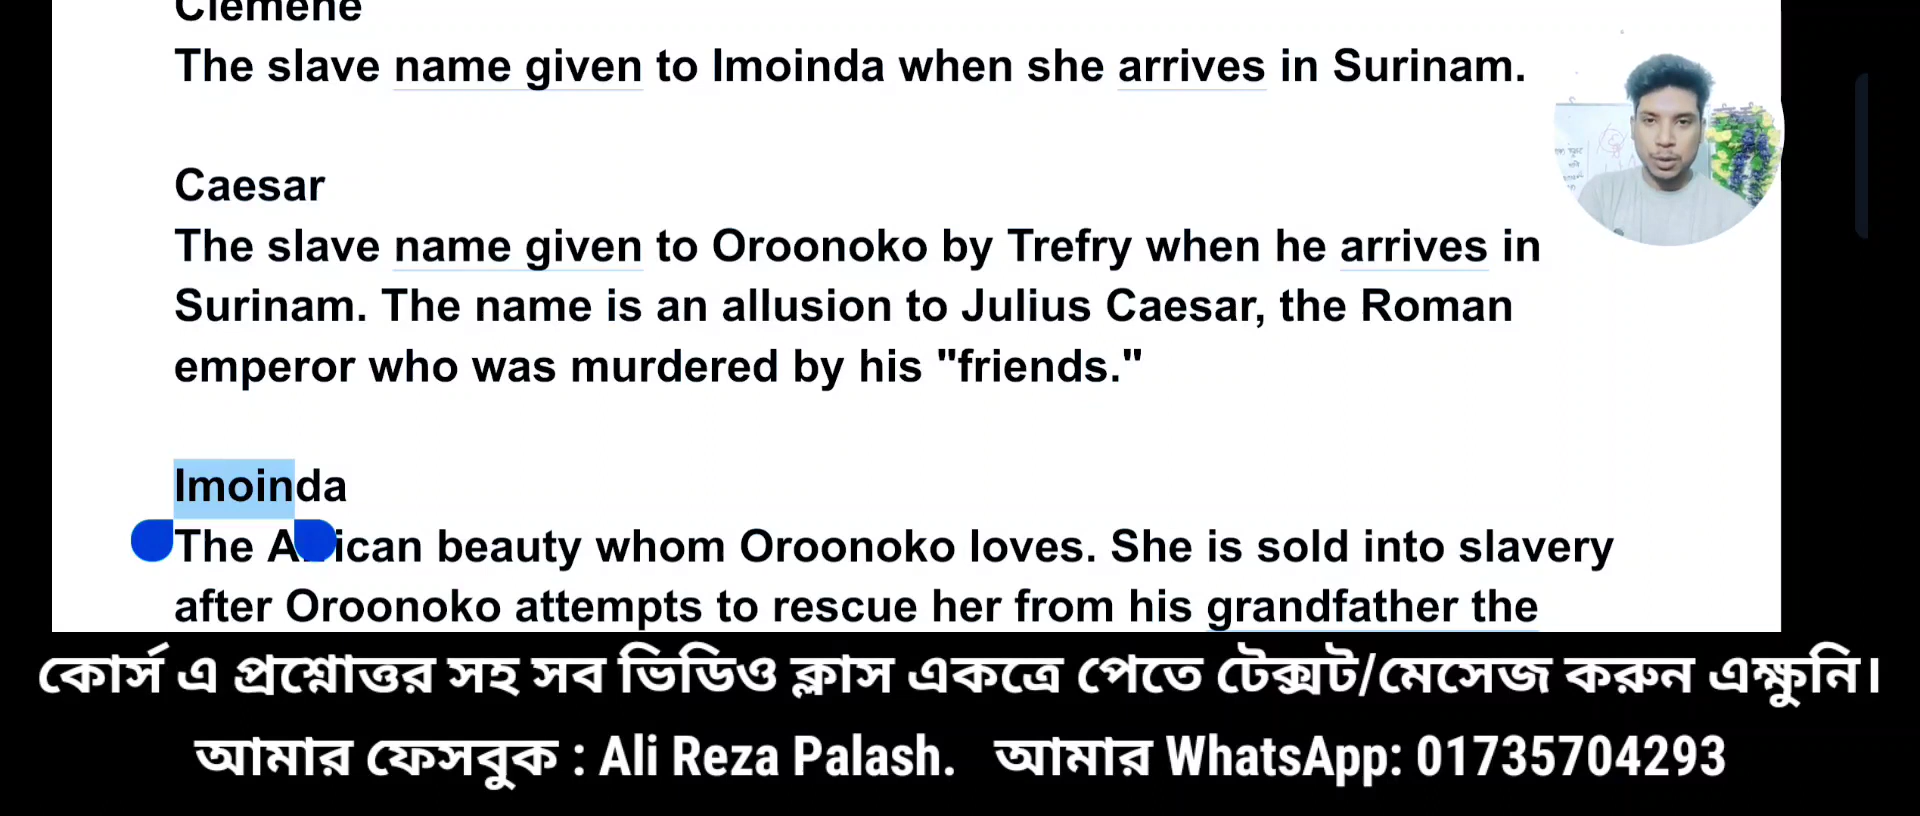 Clemene
The slave name given to Imoinda when she arrives in Surinam.
Caesar
The slave name given to Oroonoko by Trefry when he arrives in
Surinam. The name is an allusion to Julius Caesar, the Roman
emperor who was murdered by his "friends."
Imoinda
The African beauty whom Oroonoko loves. She is sold into slavery
after Oroonoko attempts to rescue her from his grandfather the
কোর্স এ প্রশ্নোত্তর সহ সব ভিডিও ক্লাস একত্রে পেতে টেক্সট/মেসেজ করুন এক্ষুনি।
আমার ফেসবুক : Ali Reza Palash. আমার WhatsApp: 01735704293